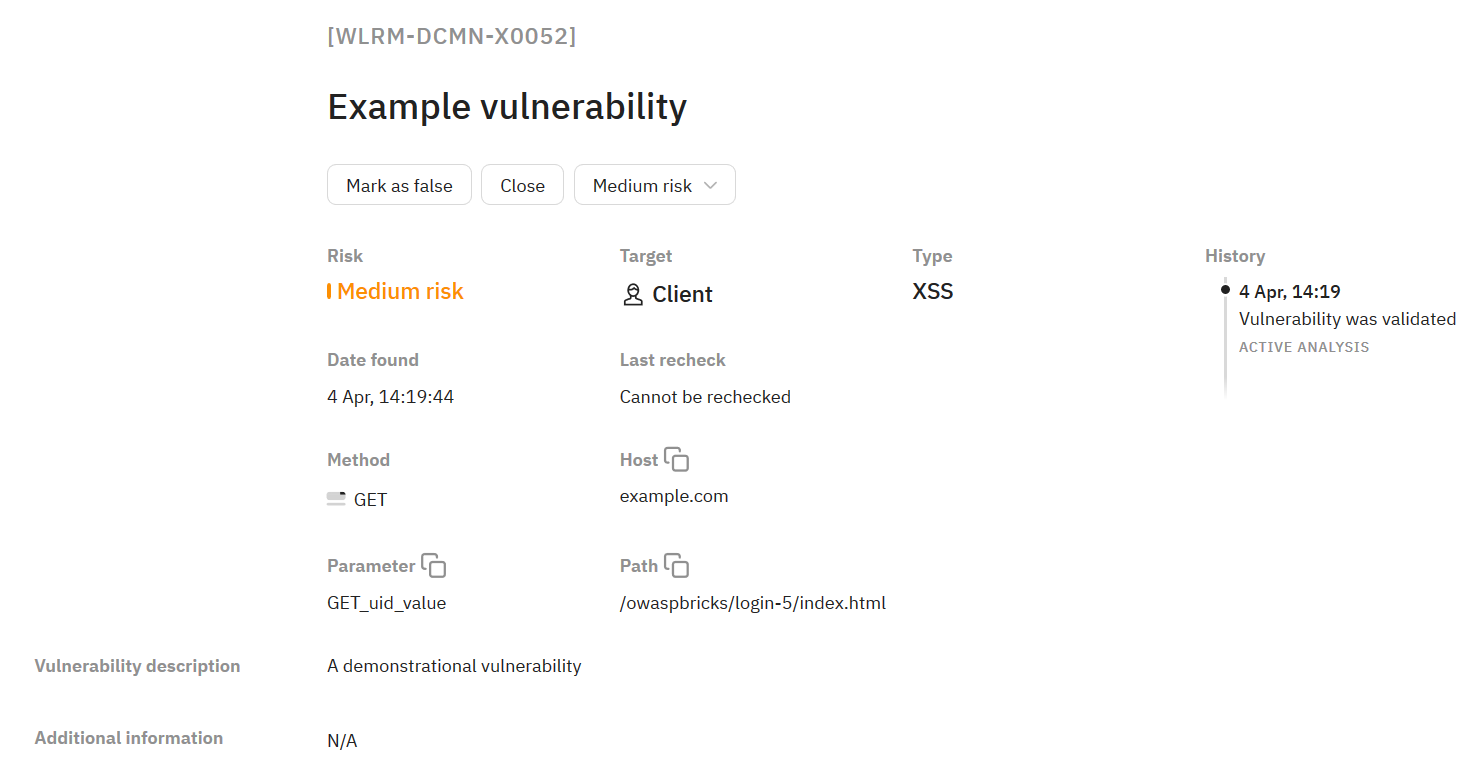 [WLRM-DCMN-X0052]
Example vulnerability
Mark as false Close Medium risk
Risk Target Type History
Medium risk Client XSS 4 Apr, 14:19
Vulnerability was validated
ACTIVE ANALYSIS
Date found Last recheck
4 Apr, 14:19:44 Cannot be rechecked
Method Host
GET example.com
Parameter Path
GET_uid_value /owaspbricks/login-5/index.html
Vulnerability description A demonstrational vulnerability
Additional information N/A